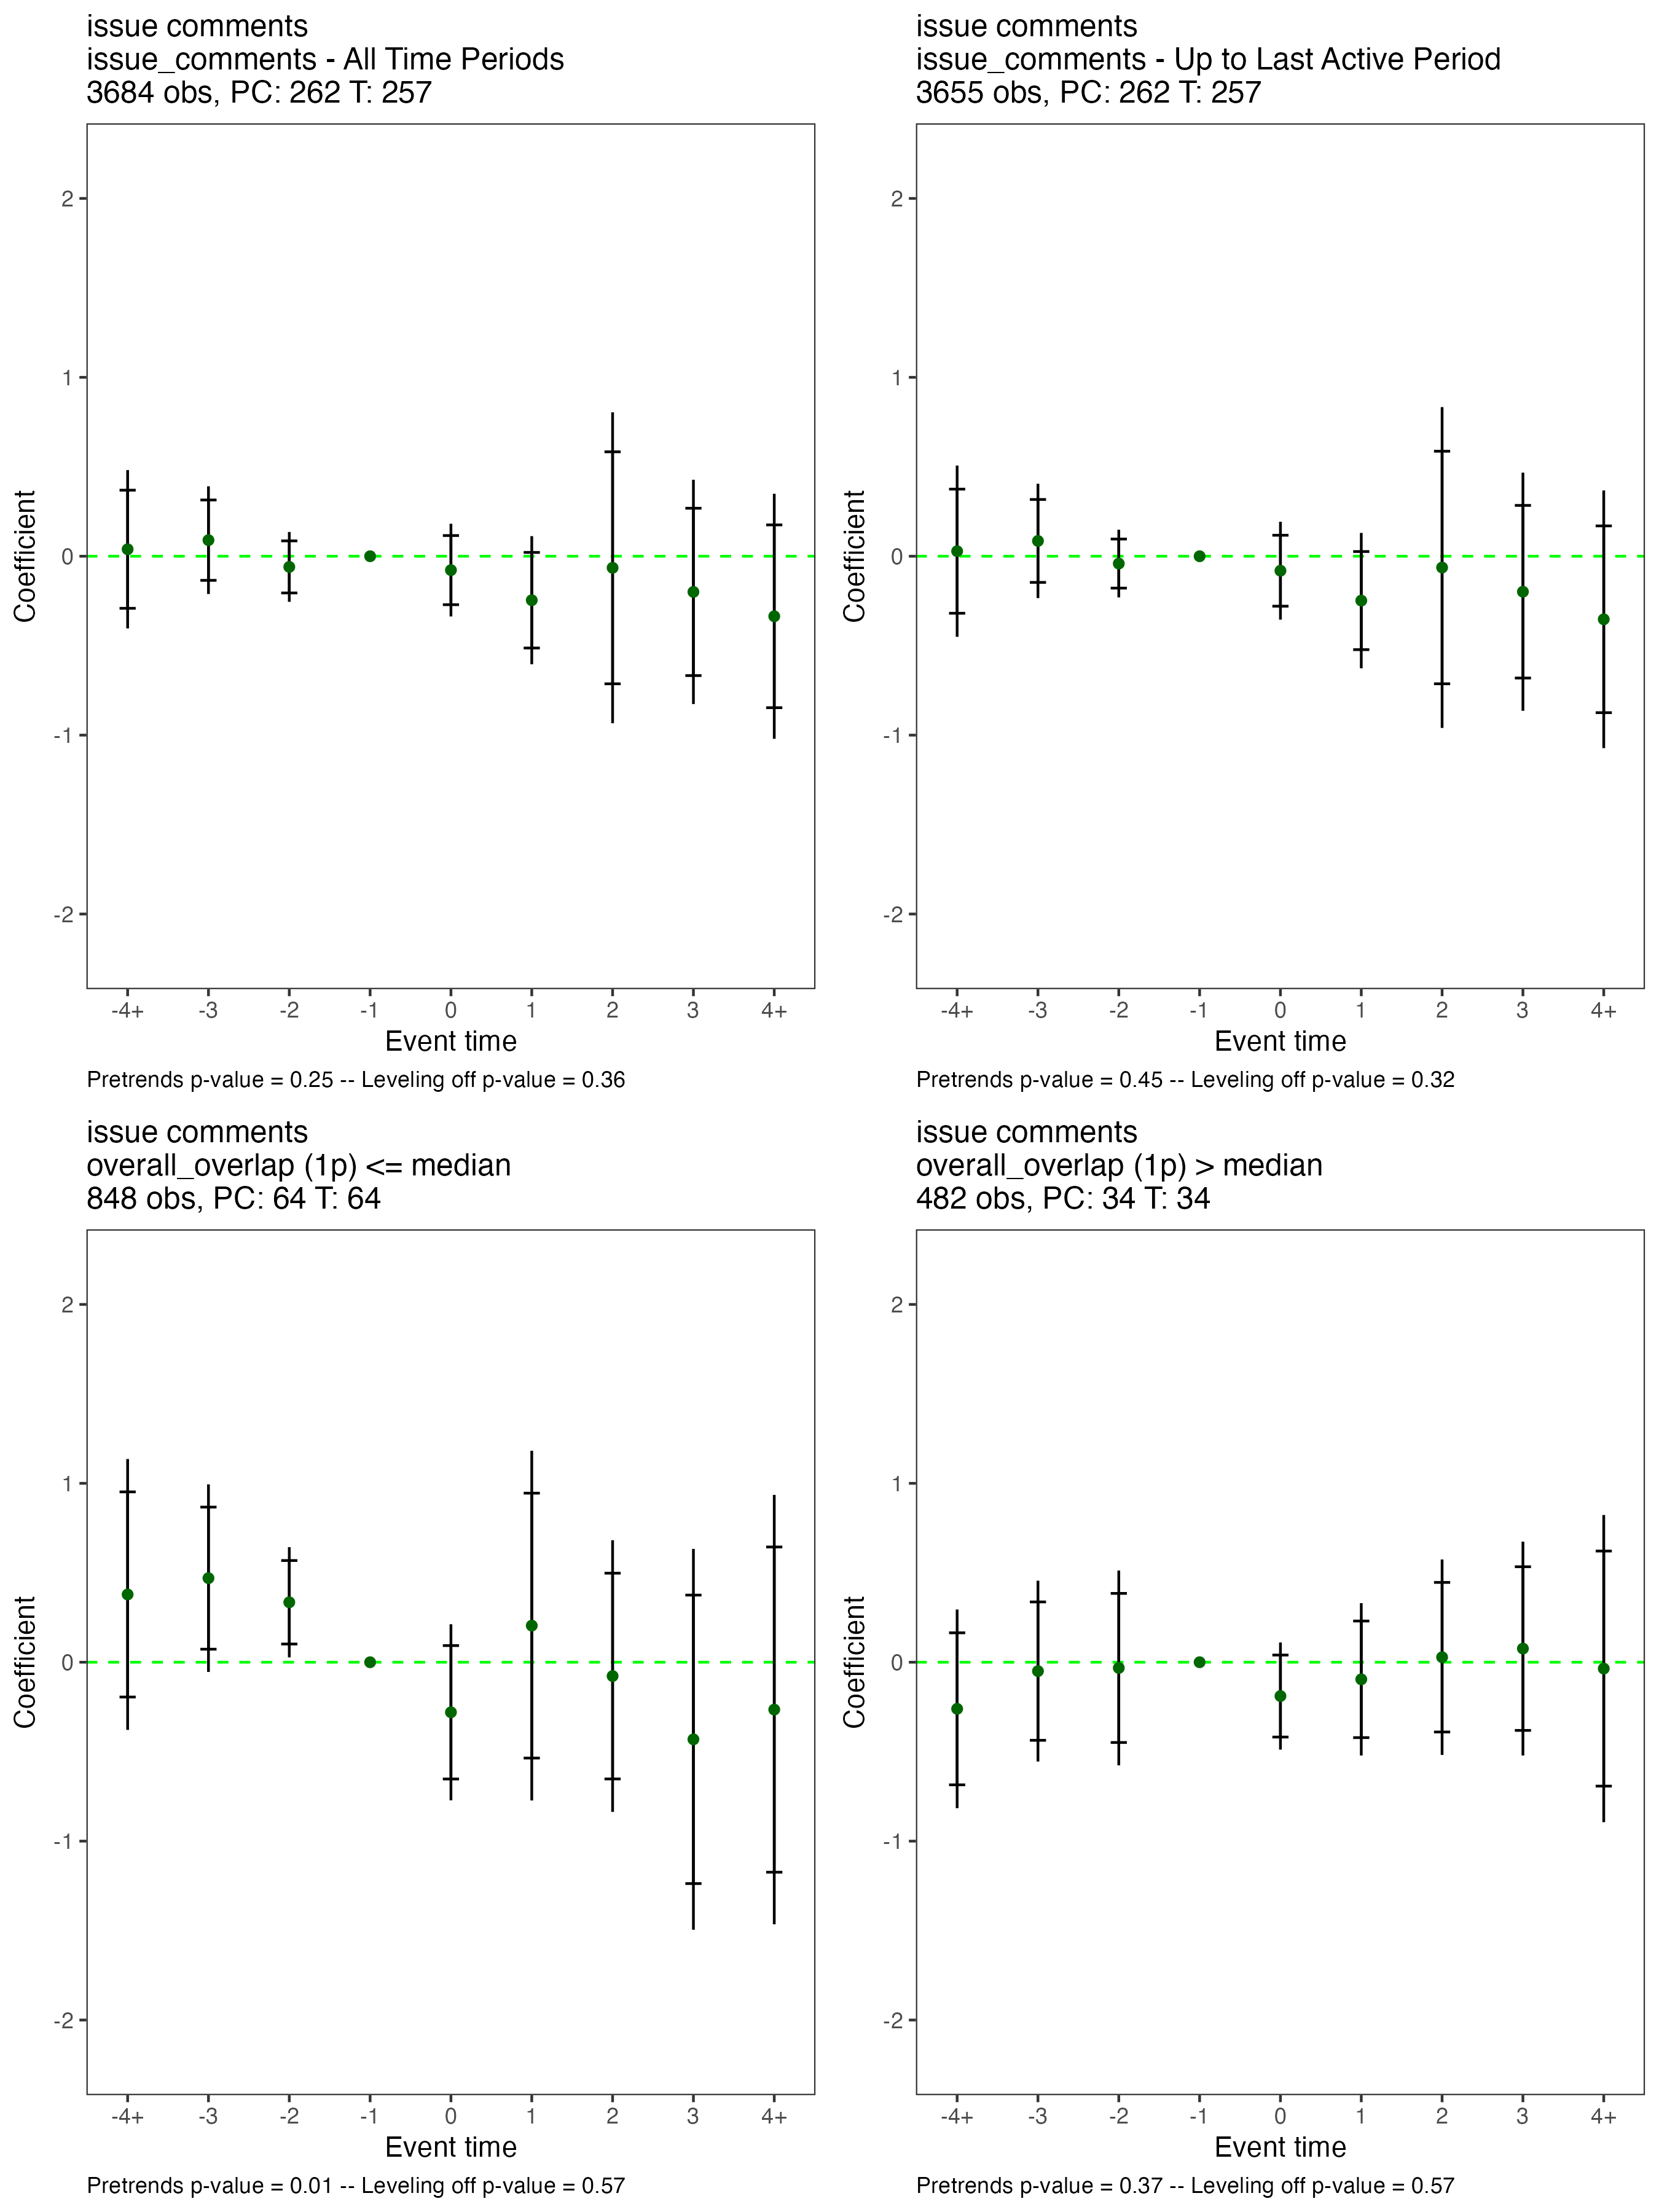 issue comments
issue_comments - All Time Periods
3684 obs, PC: 262 T: 257
2
1
0
-1
-2
Coefficient
-4+ -3 -2 -1 0 1 2 3 4+
Event time
Pretrends p-value = 0.25 -- Leveling off p-value = 0.36
issue comments
issue_comments - Up to Last Active Period
3655 obs, PC: 262 T: 257
2
1
0
-1
-2
Coefficient
-4+ -3 -2 -1 0 1 2 3 4+
Event time
Pretrends p-value = 0.45 -- Leveling off p-value = 0.32
issue comments
overall_overlap (1p) <= median
848 obs, PC: 64 T: 64
2
1
0
-1
-2
Coefficient
-4+ -3 -2 -1 0 1 2 3 4+
Event time
Pretrends p-value = 0.01 -- Leveling off p-value = 0.57
issue comments
overall_overlap (1p) > median
482 obs, PC: 34 T: 34
2
1
0
-1
-2
Coefficient
-4+ -3 -2 -1 0 1 2 3 4+
Event time
Pretrends p-value = 0.37 -- Leveling off p-value = 0.57